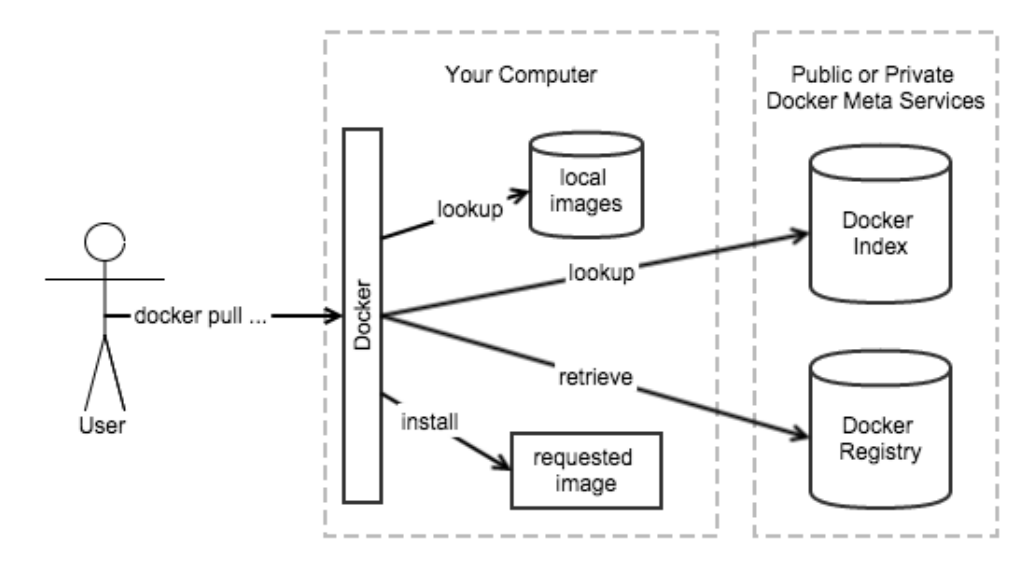 Your Computer
Public or Private
Docker Meta Services
local
images
lookup
Docker
Index
lookup
docker pull ...
Docker
retrieve
User
install
Docker
Registry
requested
image